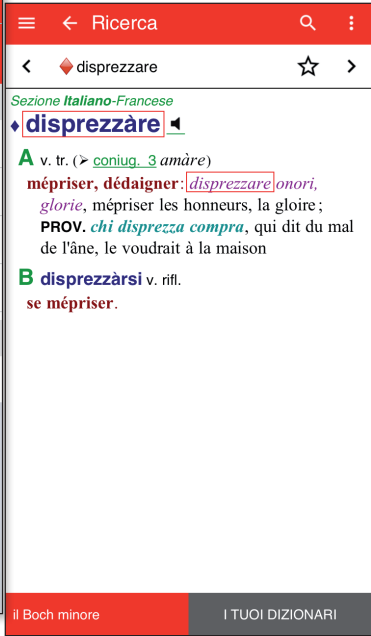 Ricerca
disprezzare
Sezione Italiano-Francese
disprezzàre
A v. tr. (➢ coniug. 3 amàre)
mépriser, dédaigner: disprezzare onori,
glorie, mépriser les honneurs, la gloire;
PROV. chi disprezza compra, qui dit du mal
de l'âne, le voudrait à la maison
B disprezzàrsi v. rifl.
se mépriser.
il Boch minore
I TUOI DIZIONARI